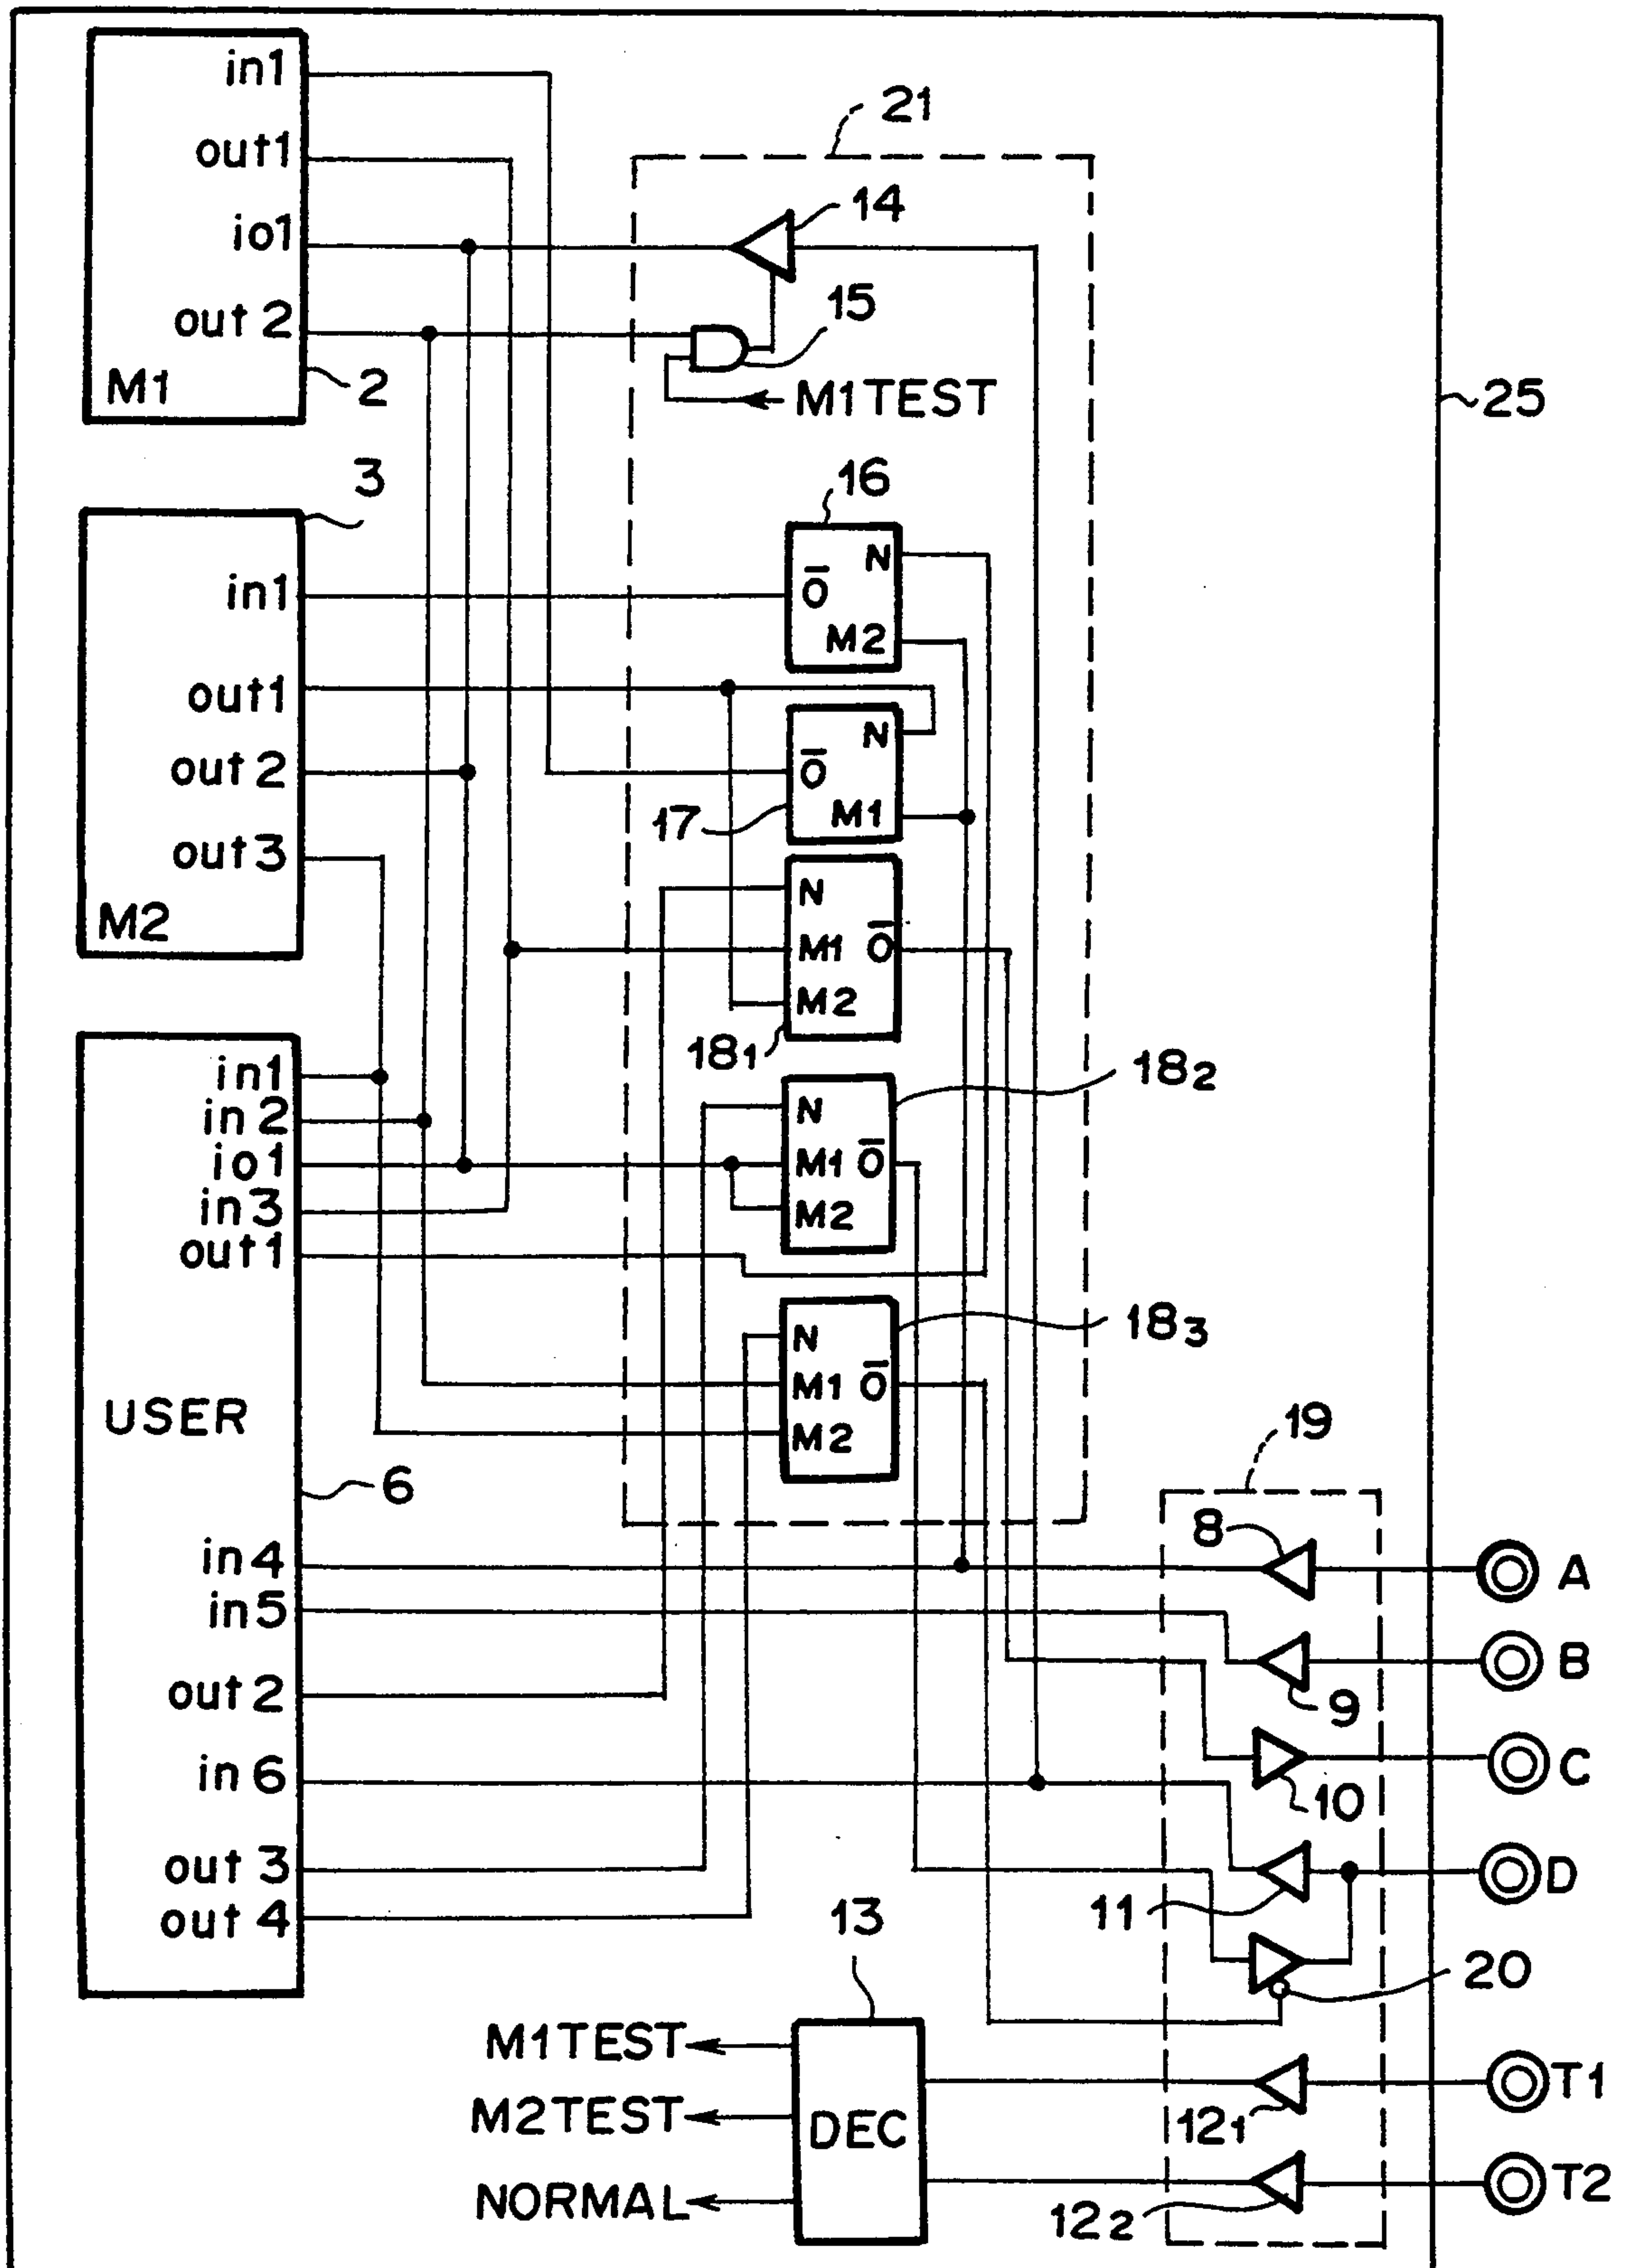 in1
out1
io1
out 2
M1
2
21
14
15
M1TEST
25
3
in1
out1
out 2
out3
M2
16
N
O̅
M2
17
N
O̅
M1
N
M1 O̅
M2
18₁
in1
in 2
io1
in3
out1
USER
6
in4
in5
out 2
in 6
out 3
out 4
N
M1 O̅
M2
18₂
N
M1 O̅
M2
18₃
19
8
A
9
B
10
C
11
D
20
13
M1TEST
M2TEST
NORMAL
DEC
12₁
T1
12₂
T2